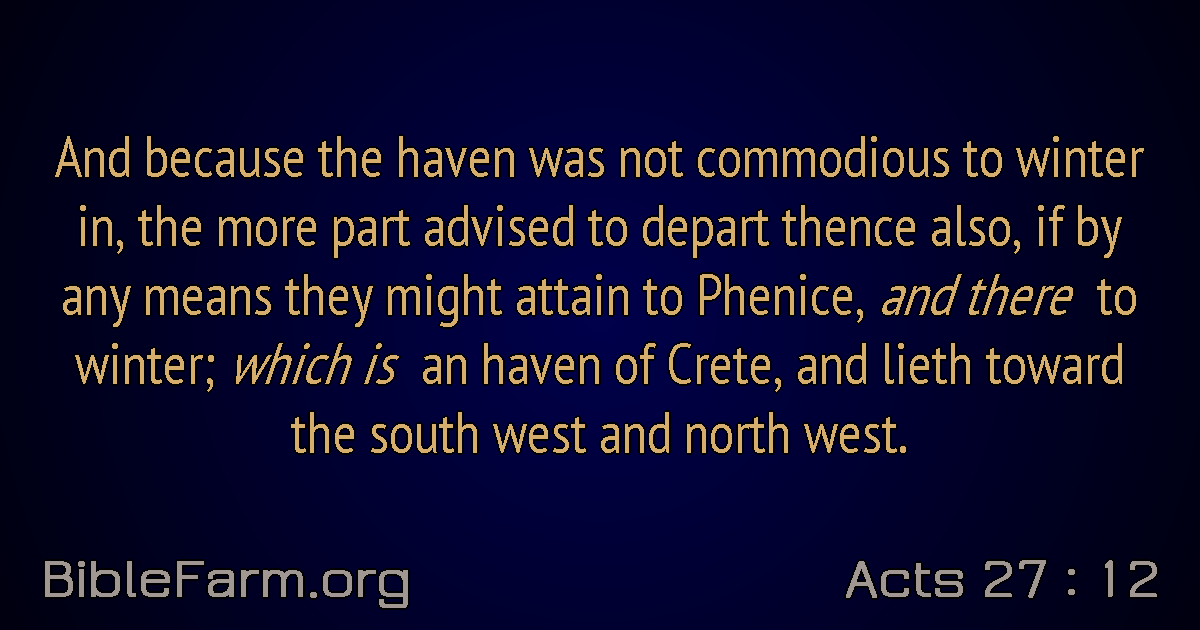 And because the haven was not commodious to winter
in, the more part advised to depart thence also, if by
any means they might attain to Phenice, and there to
winter; which is an haven of Crete, and lieth toward
the south west and north west.
BibleFarm.org
Acts 27 : 12